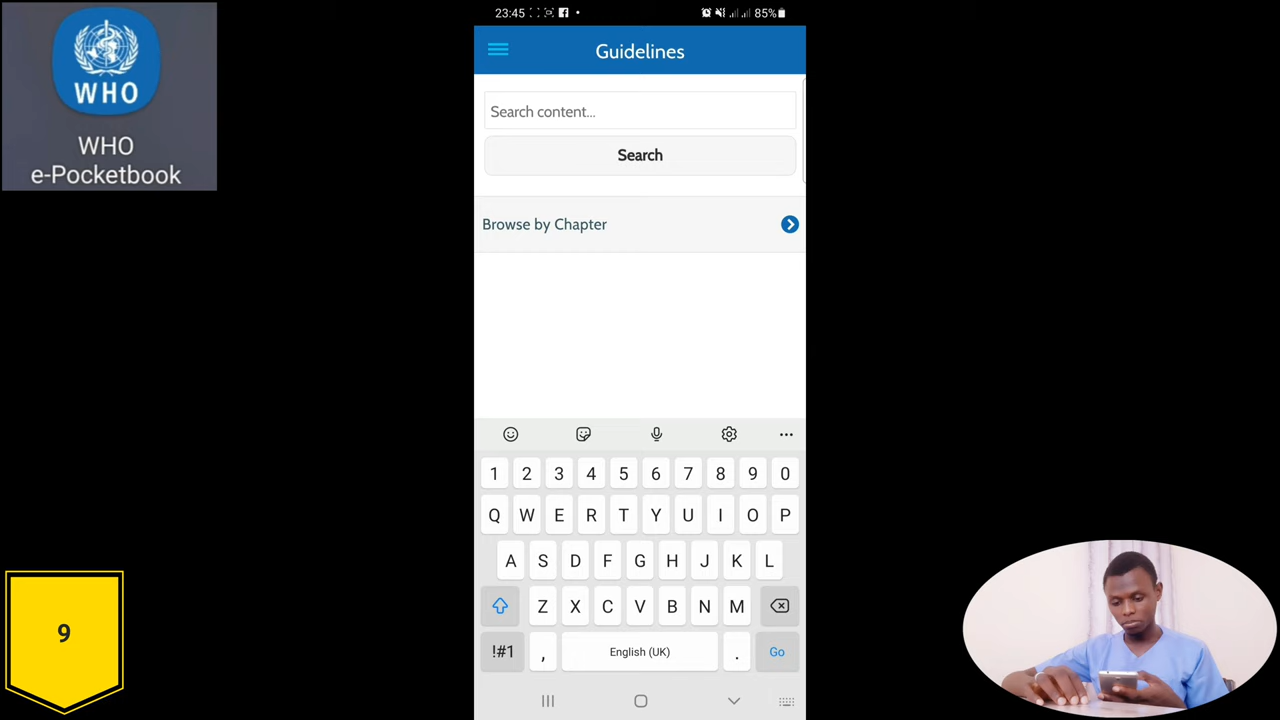 WHO
WHO
e-Pocketbook
23:45
85%
Guidelines
Search content...
Search
Browse by Chapter
1 2 3 4 5 6 7 8 9 0
Q W E R T Y U I O P
A S D F G H J K L
Z X C V B N M
!#1 , English (UK) . Go
9